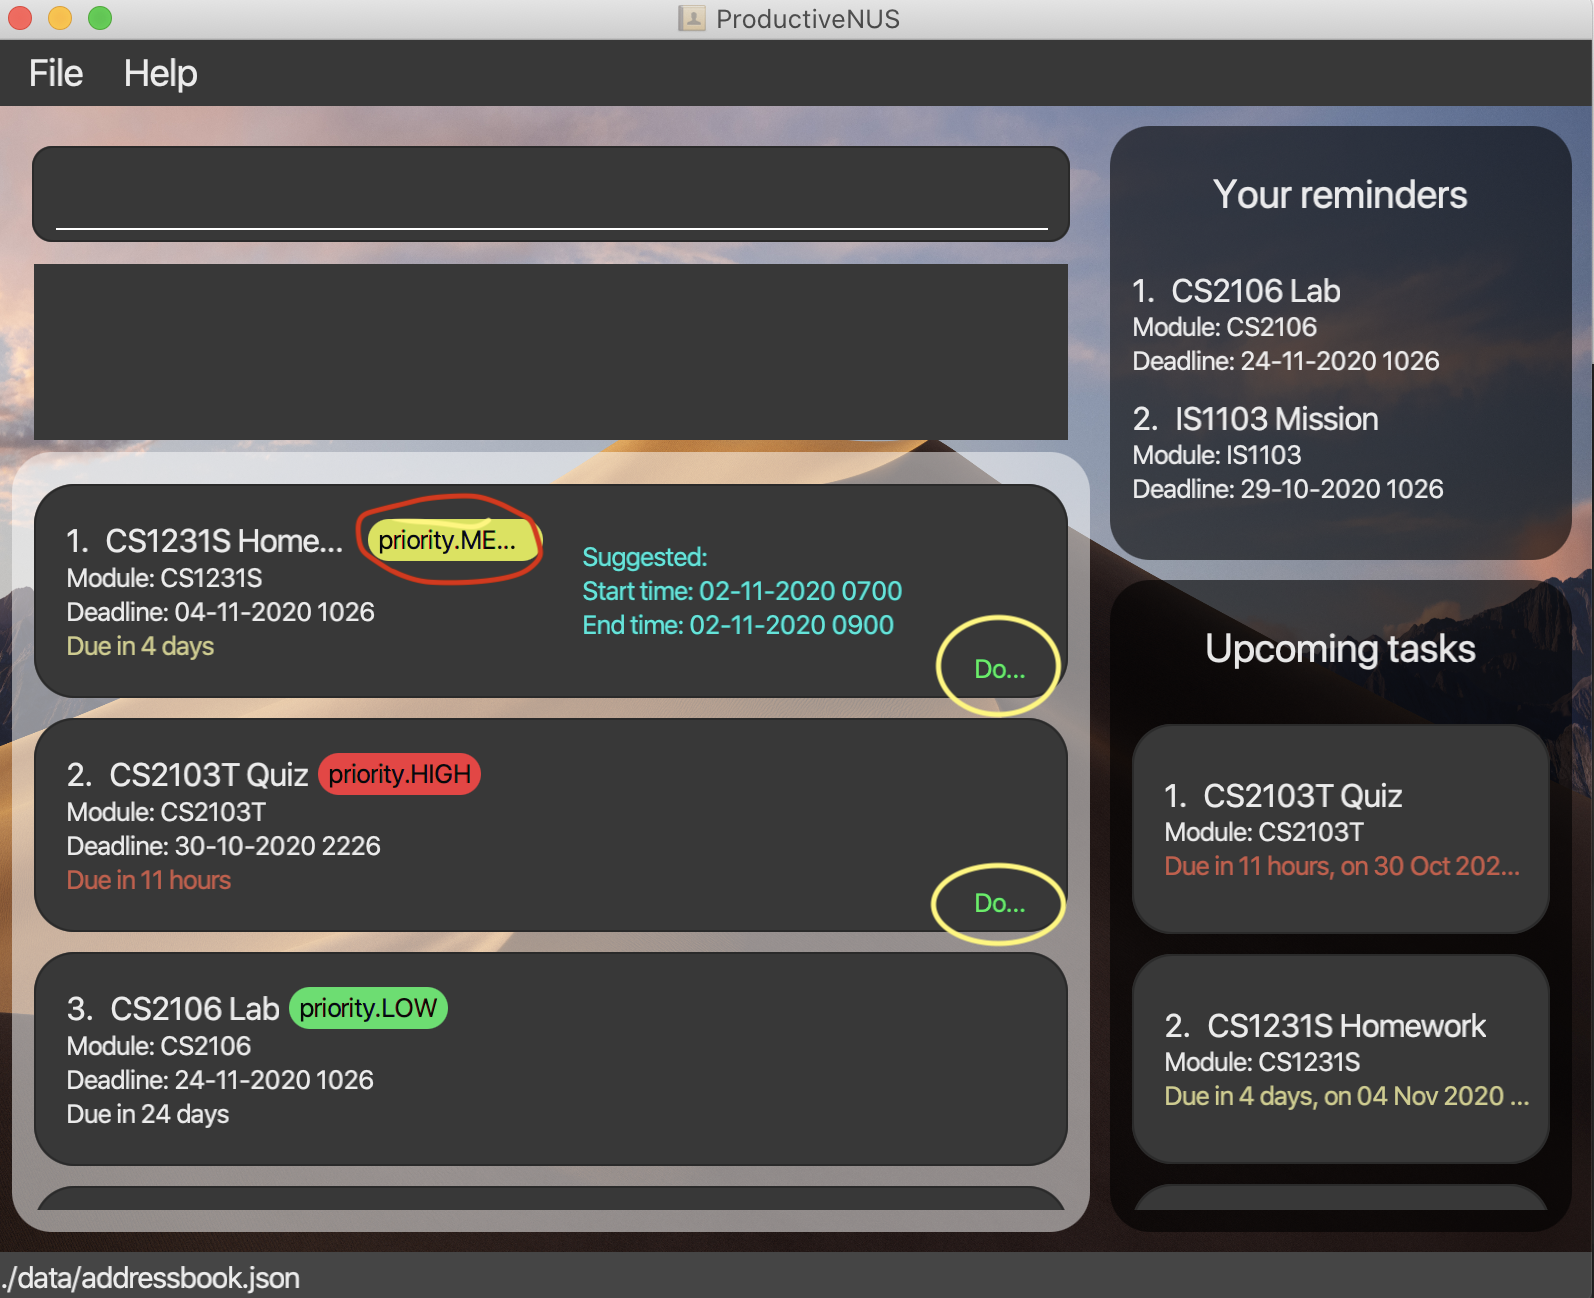 ProductiveNUS
File Help
Your reminders
1. CS2106 Lab
Module: CS2106
Deadline: 24-11-2020 1026
2. IS1103 Mission
Module: IS1103
Deadline: 29-10-2020 1026
1. CS1231S Home... priority.ME...
Module: CS1231S
Deadline: 04-11-2020 1026
Due in 4 days
Suggested:
Start time: 02-11-2020 0700
End time: 02-11-2020 0900
Do...
2. CS2103T Quiz priority.HIGH
Module: CS2103T
Deadline: 30-10-2020 2226
Due in 11 hours
Do...
3. CS2106 Lab priority.LOW
Module: CS2106
Deadline: 24-11-2020 1026
Due in 24 days
Upcoming tasks
1. CS2103T Quiz
Module: CS2103T
Due in 11 hours, on 30 Oct 202...
2. CS1231S Homework
Module: CS1231S
Due in 4 days, on 04 Nov 2020 ...
./data/addressbook.json